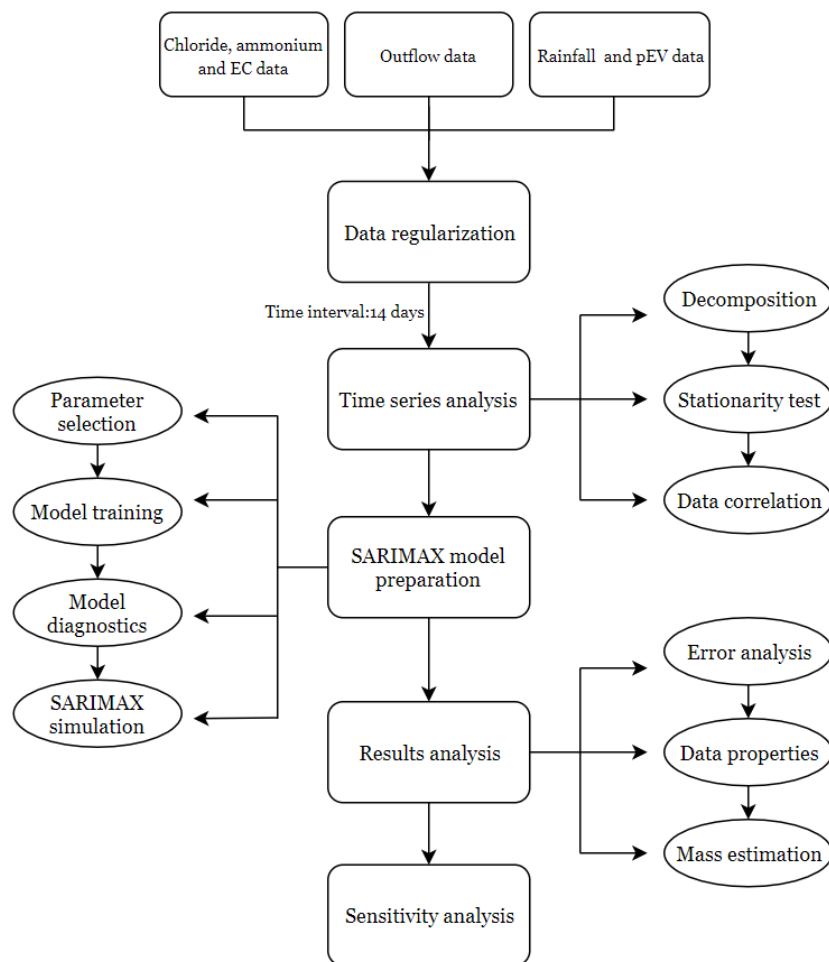 Chloride, ammonium
and EC data
Outflow data
Rainfall and pEV data
Data regularization
Time interval:14 days
Decomposition
Time series analysis
Stationarity test
Data correlation
Parameter
selection
Model training
SARIMAX model
preparation
Model
diagnostics
SARIMAX
simulation
Error analysis
Results analysis
Data properties
Mass estimation
Sensitivity analysis